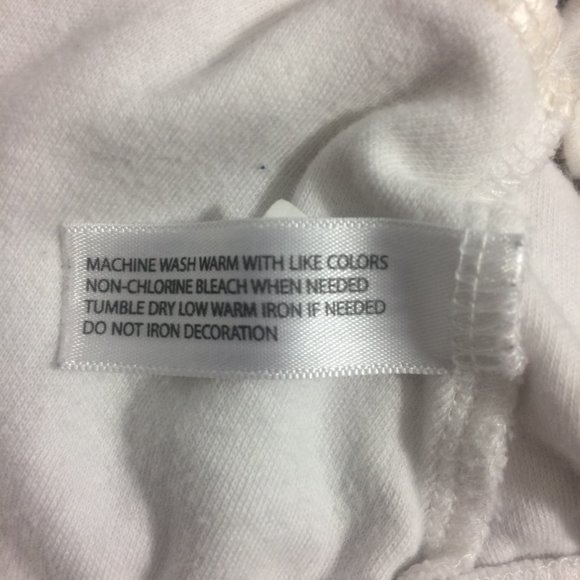 MACHINE WASH WARM WITH LIKE COLORS
NON-CHLORINE BLEACH WHEN NEEDED
TUMBLE DRY LOW WARM IRON IF NEEDED
DO NOT IRON DECORATION